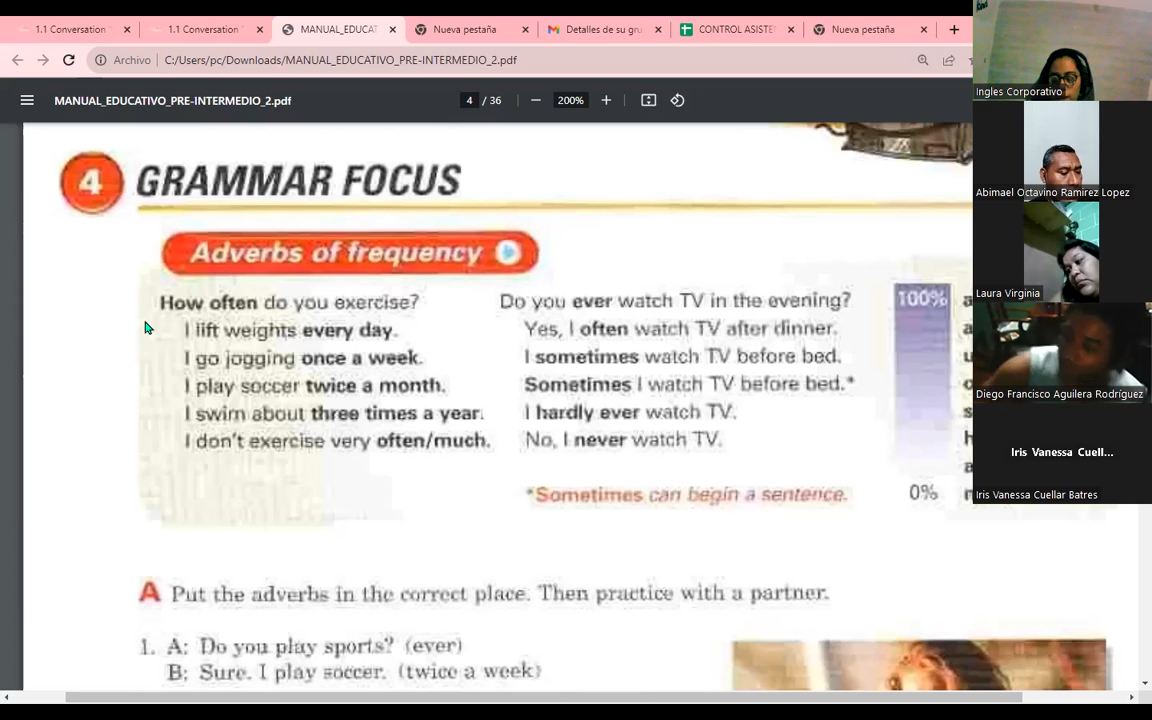 1.1 Conversation
1.1 Conversation
MANUAL_EDUCAT
Nueva pestaña
Detalles de su gru
CONTROL ASISTEN
Nueva pestaña
Archivo
C:/Users/pc/Downloads/MANUAL_EDUCATIVO_PRE-INTERMEDIO_2.pdf
MANUAL_EDUCATIVO_PRE-INTERMEDIO_2.pdf
4 / 36
200%
4 GRAMMAR FOCUS
Adverbs of frequency
How often do you exercise?
I lift weights every day.
I go jogging once a week.
I play soccer twice a month.
I swim about three times a year.
I don't exercise very often/much.
Do you ever watch TV in the evening?
Yes, I often watch TV after dinner.
I sometimes watch TV before bed.
Sometimes I watch TV before bed.*
I hardly ever watch TV.
No, I never watch TV.
*Sometimes can begin a sentence.
100%
0%
A Put the adverbs in the correct place. Then practice with a partner.
1. A: Do you play sports? (ever)
B: Sure. I play soccer. (twice a week)
Ingles Corporativo
Abimael Octavino Ramirez Lopez
Laura Virginia
Diego Francisco Aguilera Rodríguez
Iris Vanessa Cuell...
Iris Vanessa Cuellar Batres